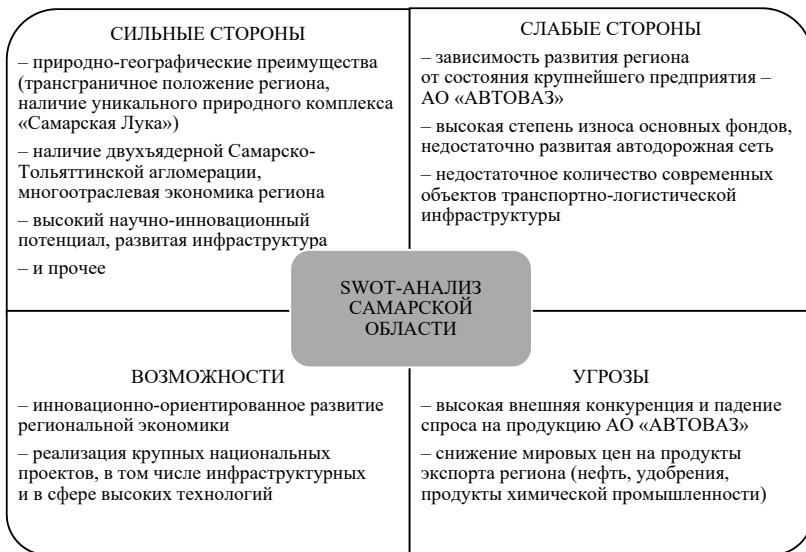 СИЛЬНЫЕ СТОРОНЫ
– природно-географические преимущества
(трансграничное положение региона,
наличие уникального природного комплекса
«Самарская Лука»)
– наличие двухъядерной Самарско-
Тольяттинской агломерации,
многоотраслевая экономика региона
– высокий научно-инновационный
потенциал, развитая инфраструктура
– и прочее
СЛАБЫЕ СТОРОНЫ
– зависимость развития региона
от состояния крупнейшего предприятия –
АО «АВТОВАЗ»
– высокая степень износа основных фондов,
недостаточно развитая автодорожная сеть
– недостаточное количество современных
объектов транспортно-логистической
инфраструктуры
SWOT-АНАЛИЗ
САМАРСКОЙ
ОБЛАСТИ
ВОЗМОЖНОСТИ
– инновационно-ориентированное развитие
региональной экономики
– реализация крупных национальных
проектов, в том числе инфраструктурных
и в сфере высоких технологий
УГРОЗЫ
– высокая внешняя конкуренция и падение
спроса на продукцию АО «АВТОВАЗ»
– снижение мировых цен на продукты
экспорта региона (нефть, удобрения,
продукты химической промышленности)